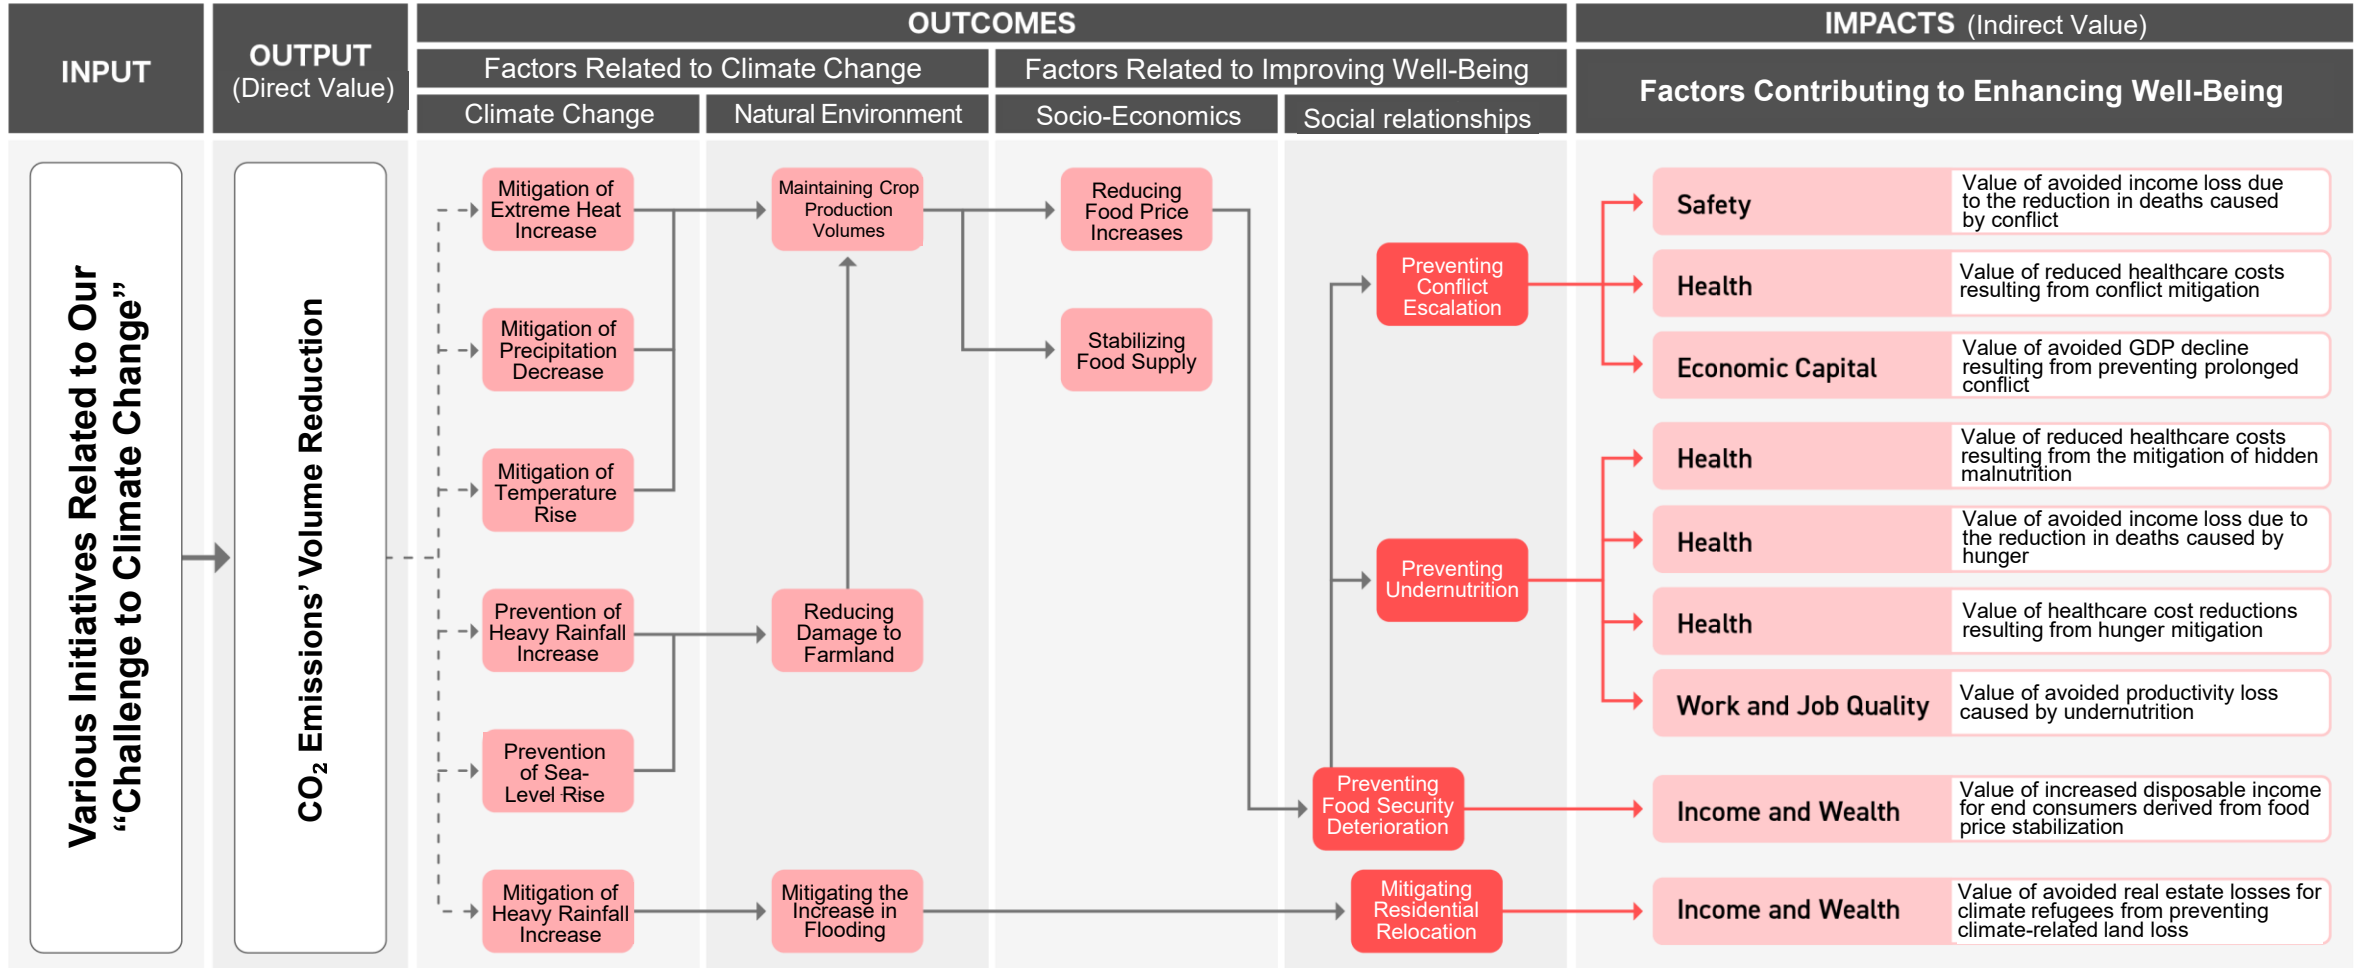 INPUT
OUTPUT
(Direct Value)
OUTCOMES
Factors Related to Climate Change
Factors Related to Improving Well-Being
Climate Change
Natural Environment
Socio-Economics
Social relationships
IMPACTS (Indirect Value)
Factors Contributing to Enhancing Well-Being
Various Initiatives Related to Our
“Challenge to Climate Change”
CO₂ Emissions’ Volume Reduction
Mitigation of
Extreme Heat
Increase
Mitigation of
Precipitation
Decrease
Mitigation of
Temperature
Rise
Prevention of
Heavy Rainfall
Increase
Prevention
of Sea-
Level Rise
Mitigation of
Heavy Rainfall
Increase
Maintaining Crop
Production
Volumes
Reducing
Damage to
Farmland
Mitigating the
Increase in
Flooding
Reducing
Food Price
Increases
Stabilizing
Food Supply
Preventing
Conflict
Escalation
Preventing
Undernutrition
Preventing
Food Security
Deterioration
Mitigating
Residential
Relocation
Safety
Value of avoided income loss due
to the reduction in deaths caused
by conflict
Health
Value of reduced healthcare costs
resulting from conflict mitigation
Economic Capital
Value of avoided GDP decline
resulting from preventing prolonged
conflict
Health
Value of reduced healthcare costs
resulting from the mitigation of hidden
malnutrition
Health
Value of avoided income loss due to
the reduction in deaths caused by
hunger
Health
Value of healthcare cost reductions
resulting from hunger mitigation
Work and Job Quality
Value of avoided productivity loss
caused by undernutrition
Income and Wealth
Value of increased disposable income
for end consumers derived from food
price stabilization
Income and Wealth
Value of avoided real estate losses for
climate refugees from preventing
climate-related land loss